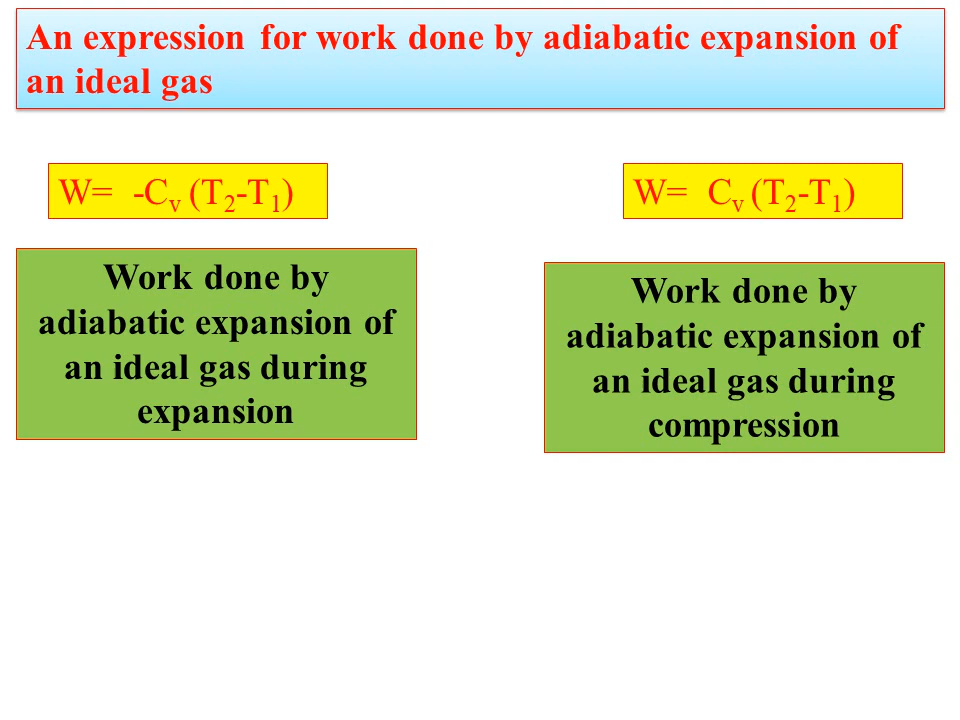 An expression for work done by adiabatic expansion of
an ideal gas
W= -Cv (T2-T1)
W= Cv (T2-T1)
Work done by
adiabatic expansion of
an ideal gas during
expansion
Work done by
adiabatic expansion of
an ideal gas during
compression